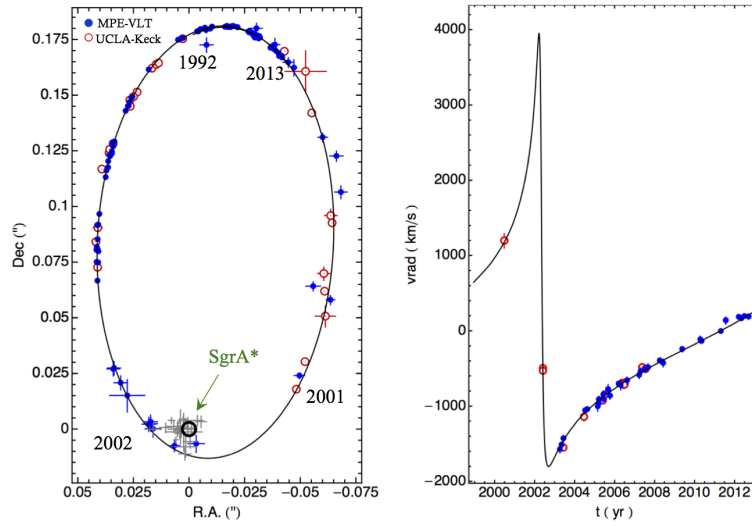 MPE-VLT
UCLA-Keck
1992
2013
SgrA*
2001
2002
0.175
0.15
0.125
0.1
0.075
0.05
0.025
0
Dec (")
0.05 0.025 0 −0.025 −0.05 −0.075
R.A. (")
4000
3000
2000
1000
0
−1000
−2000
vrad (km/s)
2000 2002 2004 2006 2008 2010 2012
t (yr)